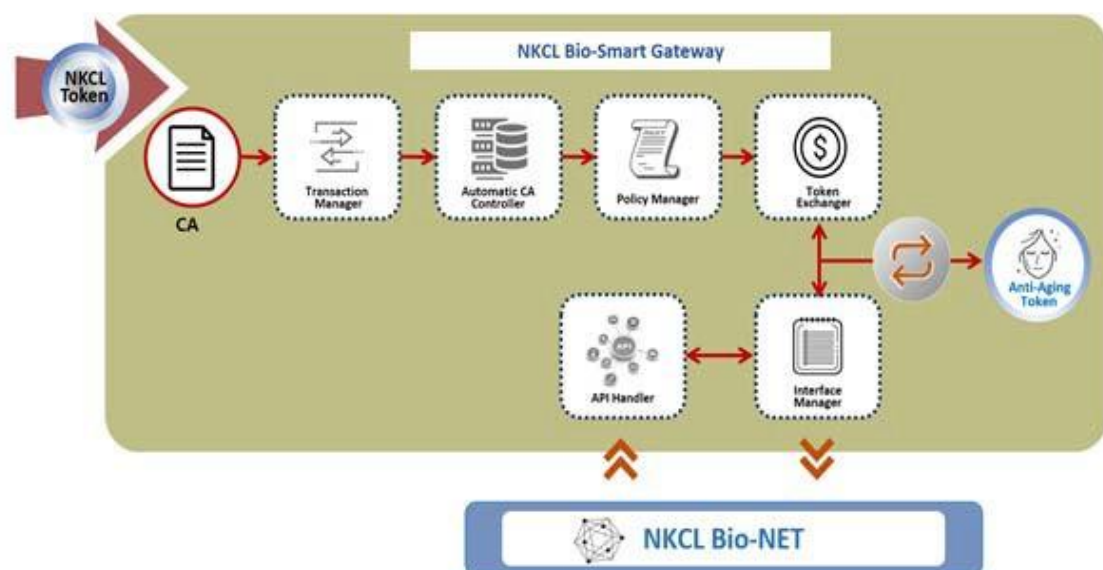 NKCL Bio-Smart Gateway
NKCL
Token
CA
Transaction
Manager
Automatic CA
Controller
POLICY
Policy Manager
$
Token
Exchanger
Anti-Aging
Token
API
API Handler
Interface
Manager
NKCL Bio-NET